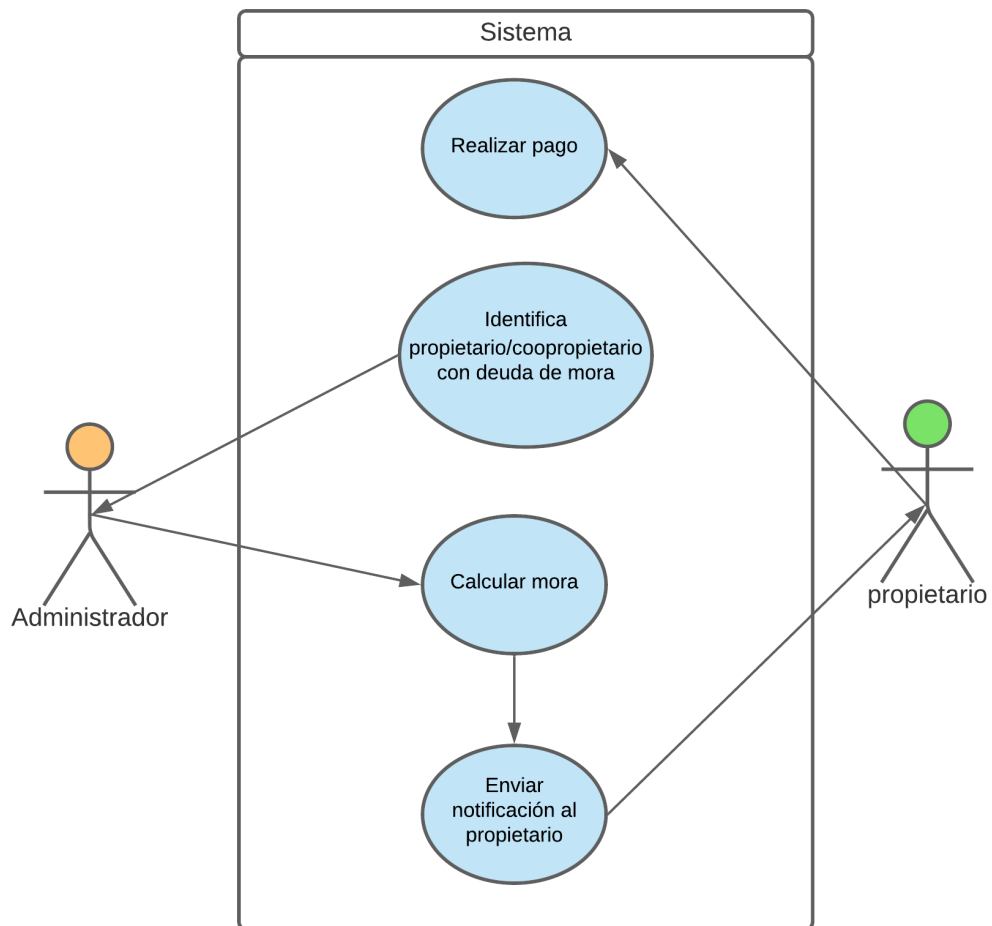 Sistema
Realizar pago
Identifica
propietario/coopropietario
con deuda de mora
Administrador
propietario
Calcular mora
Enviar
notificación al
propietario